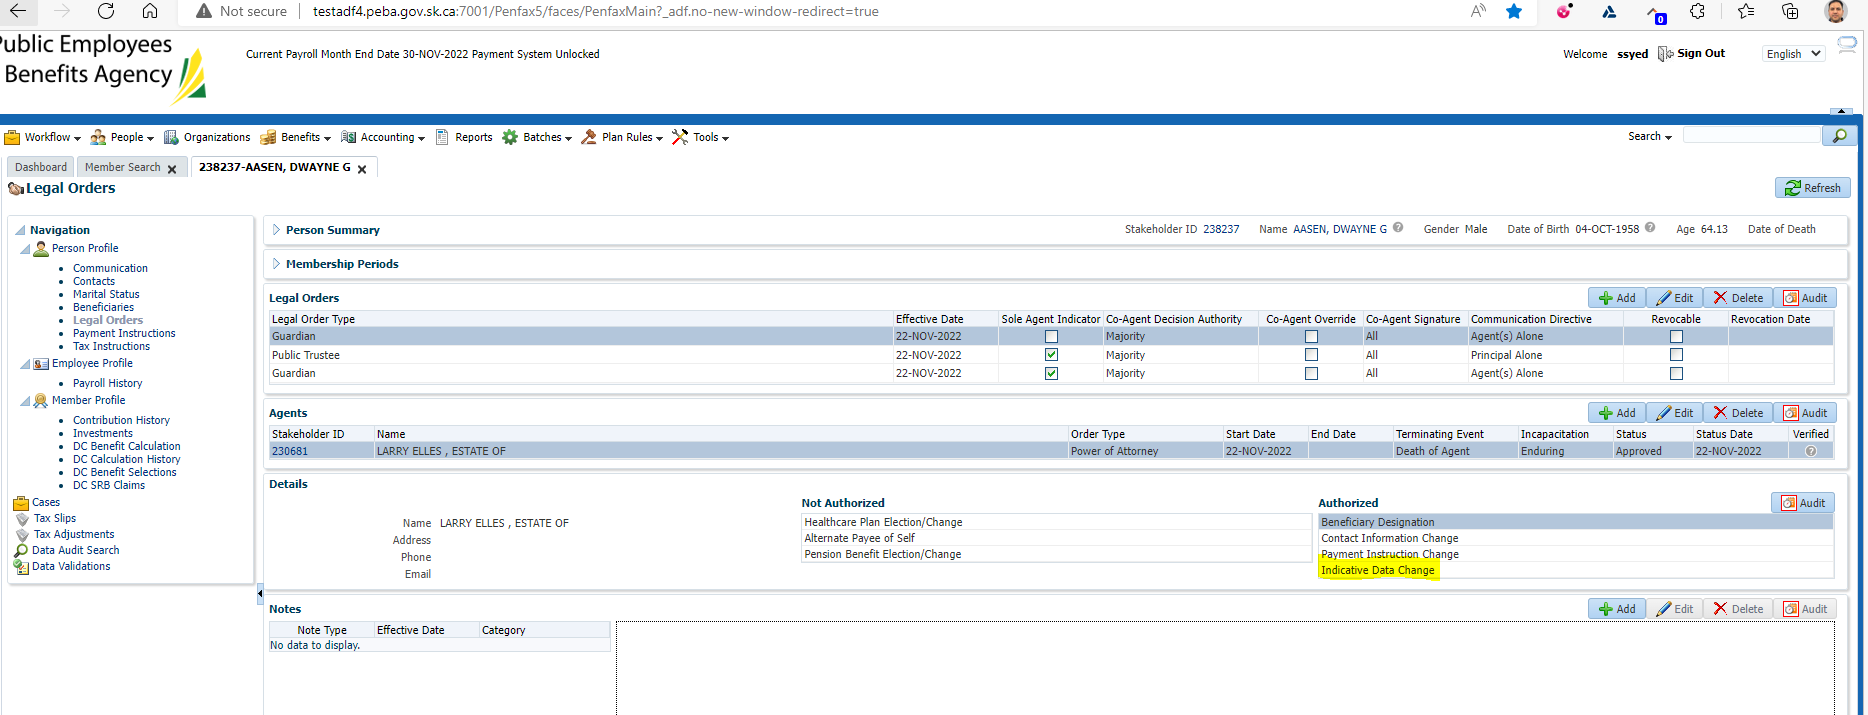 Not secure testadf4.peba.gov.sk.ca:7001/Penfax5/faces/PenfaxMain?_adf.no-new-window-redirect=true
0
Public Employees
Benefits Agency
Current Payroll Month End Date 30-NOV-2022 Payment System Unlocked
Welcome ssyed Sign Out English
Workflow People Organizations Benefits Accounting Reports Batches Plan Rules Tools Search
Dashboard Member Search 238237-AASEN, DWAYNE G
Legal Orders
Refresh
Navigation
Person Profile
Communication
Contacts
Marital Status
Beneficiaries
Legal Orders
Payment Instructions
Tax Instructions
Employee Profile
Payroll History
Member Profile
Contribution History
Investments
DC Benefit Calculation
DC Calculation History
DC Benefit Selections
DC SRB Claims
Cases
Tax Slips
Tax Adjustments
Data Audit Search
Data Validations
Person Summary Stakeholder ID 238237 Name AASEN, DWAYNE G Gender Male Date of Birth 04-OCT-1958 Age 64.13 Date of Death
Membership Periods
Legal Orders Add Edit Delete Audit
Legal Order Type Effective Date Sole Agent Indicator Co-Agent Decision Authority Co-Agent Override Co-Agent Signature Communication Directive Revocable Revocation Date
Guardian 22-NOV-2022 Majority All Agent(s) Alone
Public Trustee 22-NOV-2022 Majority All Principal Alone
Guardian 22-NOV-2022 Majority All Agent(s) Alone
Agents Add Edit Delete Audit
Stakeholder ID Name Order Type Start Date End Date Terminating Event Incapacitation Status Status Date Verified
230681 LARRY ELLES , ESTATE OF Power of Attorney 22-NOV-2022 Death of Agent Enduring Approved 22-NOV-2022
Details
Name LARRY ELLES , ESTATE OF
Address
Phone
Email
Not Authorized
Healthcare Plan Election/Change
Alternate Payee of Self
Pension Benefit Election/Change
Authorized Audit
Beneficiary Designation
Contact Information Change
Payment Instruction Change
Indicative Data Change
Notes Add Edit Delete Audit
Note Type Effective Date Category
No data to display.